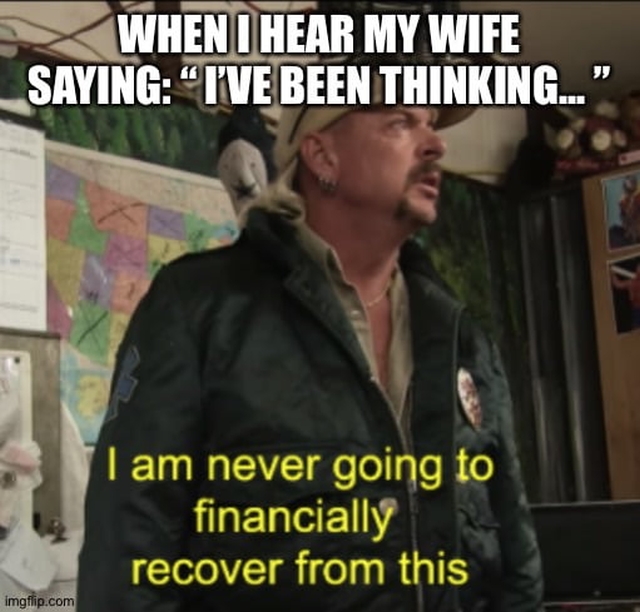 WHEN I HEAR MY WIFE
SAYING: “ I’VE BEEN THINKING... ”
I am never going to
financially
recover from this
imgflip.com